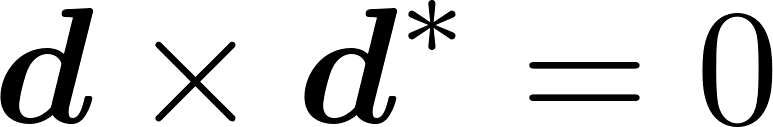 d × d* = 0